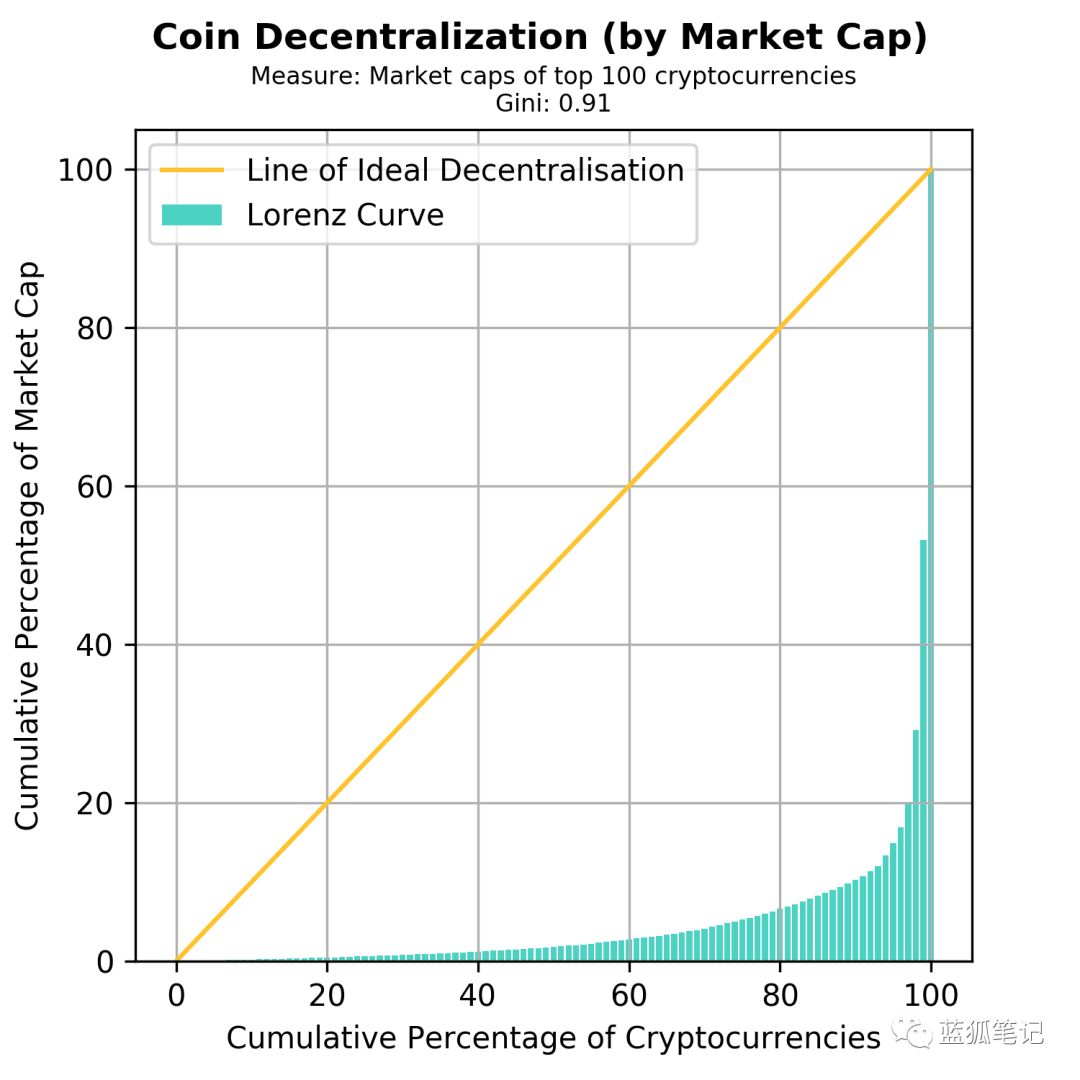 Coin Decentralization (by Market Cap)
Measure: Market caps of top 100 cryptocurrencies
Gini: 0.91
Line of Ideal Decentralisation
Lorenz Curve
Cumulative Percentage of Market Cap
100
80
60
40
20
0
0 20 40 60 80 100
Cumulative Percentage of Cryptocurrencies
蓝狐笔记